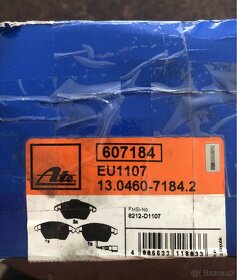 607184
Ate
EU1107
13.0460-7184.2
FMSI-No
8212-D1107
1x
2x
1x
4 006633 118033